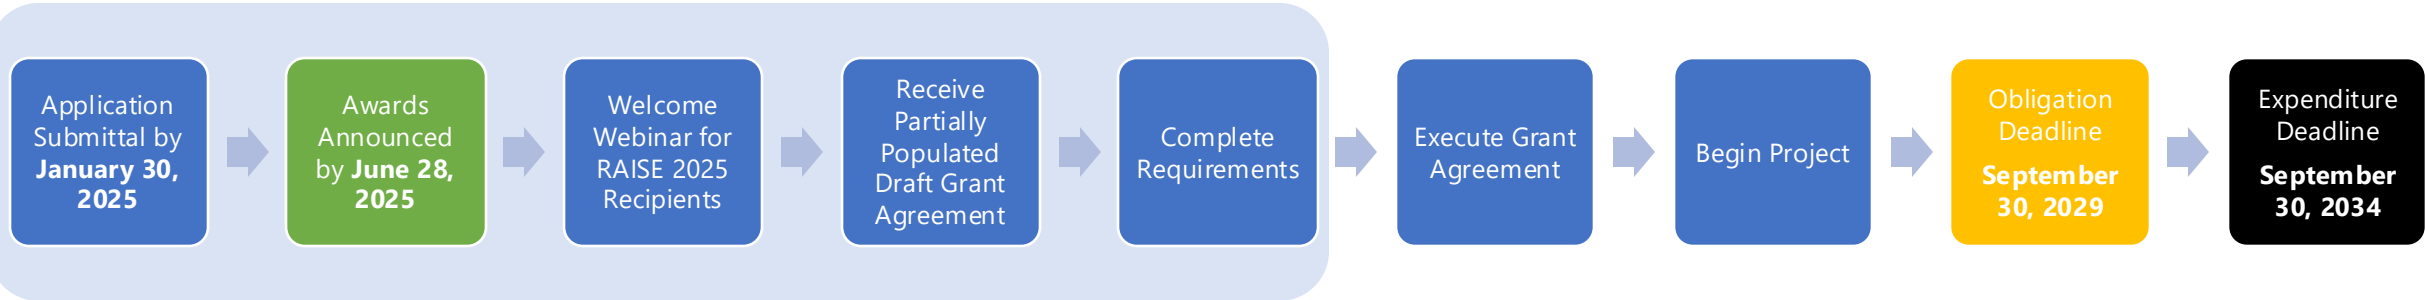 Application
Submittal by
January 30,
2025
Awards
Announced
by June 28,
2025
Welcome
Webinar for
RAISE 2025
Recipients
Receive
Partially
Populated
Draft Grant
Agreement
Complete
Requirements
Execute Grant
Agreement
Begin Project
Obligation
Deadline
September
30, 2029
Expenditure
Deadline
September
30, 2034